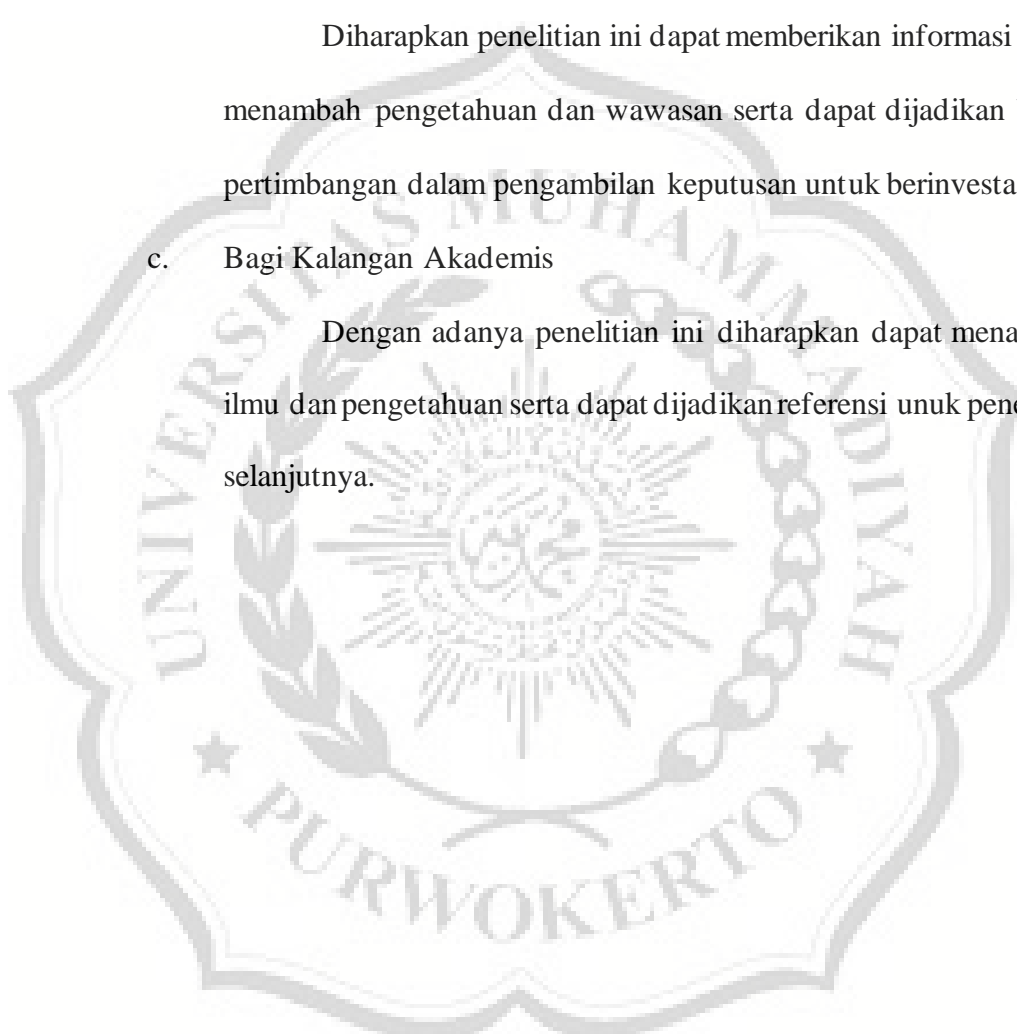 Diharapkan penelitian ini dapat memberikan informasi
menambah pengetahuan dan wawasan serta dapat dijadikan
pertimbangan dalam pengambilan keputusan untuk berinvesta
c. Bagi Kalangan Akademis
Dengan adanya penelitian ini diharapkan dapat mena
ilmu dan pengetahuan serta dapat dijadikan referensi unuk pene
selanjutnya.
UNIVERSITAS MUHAMMADIYAH
PURWOKERTO